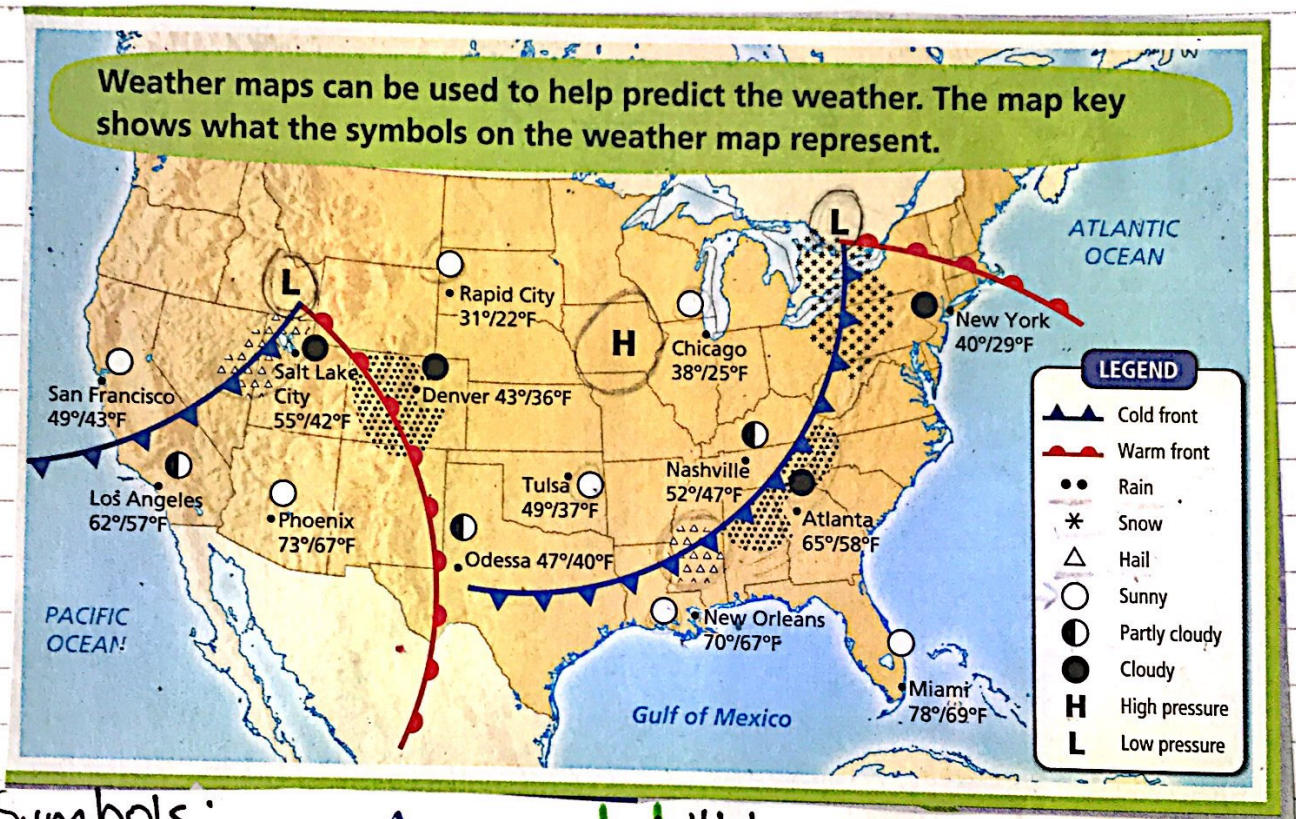 Weather maps can be used to help predict the weather. The map key
shows what the symbols on the weather map represent.
L
ATLANTIC
OCEAN
L
Rapid City
31°/22°F
H
Chicago
38°/25°F
New York
40°/29°F
San Francisco
49°/43°F
Salt Lake
City
55°/42°F
Denver 43°/36°F
Los Angeles
62°/57°F
Phoenix
73°/67°F
Tulsa
49°/37°F
Nashville
52°/47°F
Atlanta
65°/58°F
Odessa 47°/40°F
PACIFIC
OCEAN
New Orleans
70°/67°F
Miami
78°/69°F
Gulf of Mexico
LEGEND
Cold front
Warm front
Rain
Snow
Hail
Sunny
Partly cloudy
Cloudy
H High pressure
L Low pressure
Symbols: